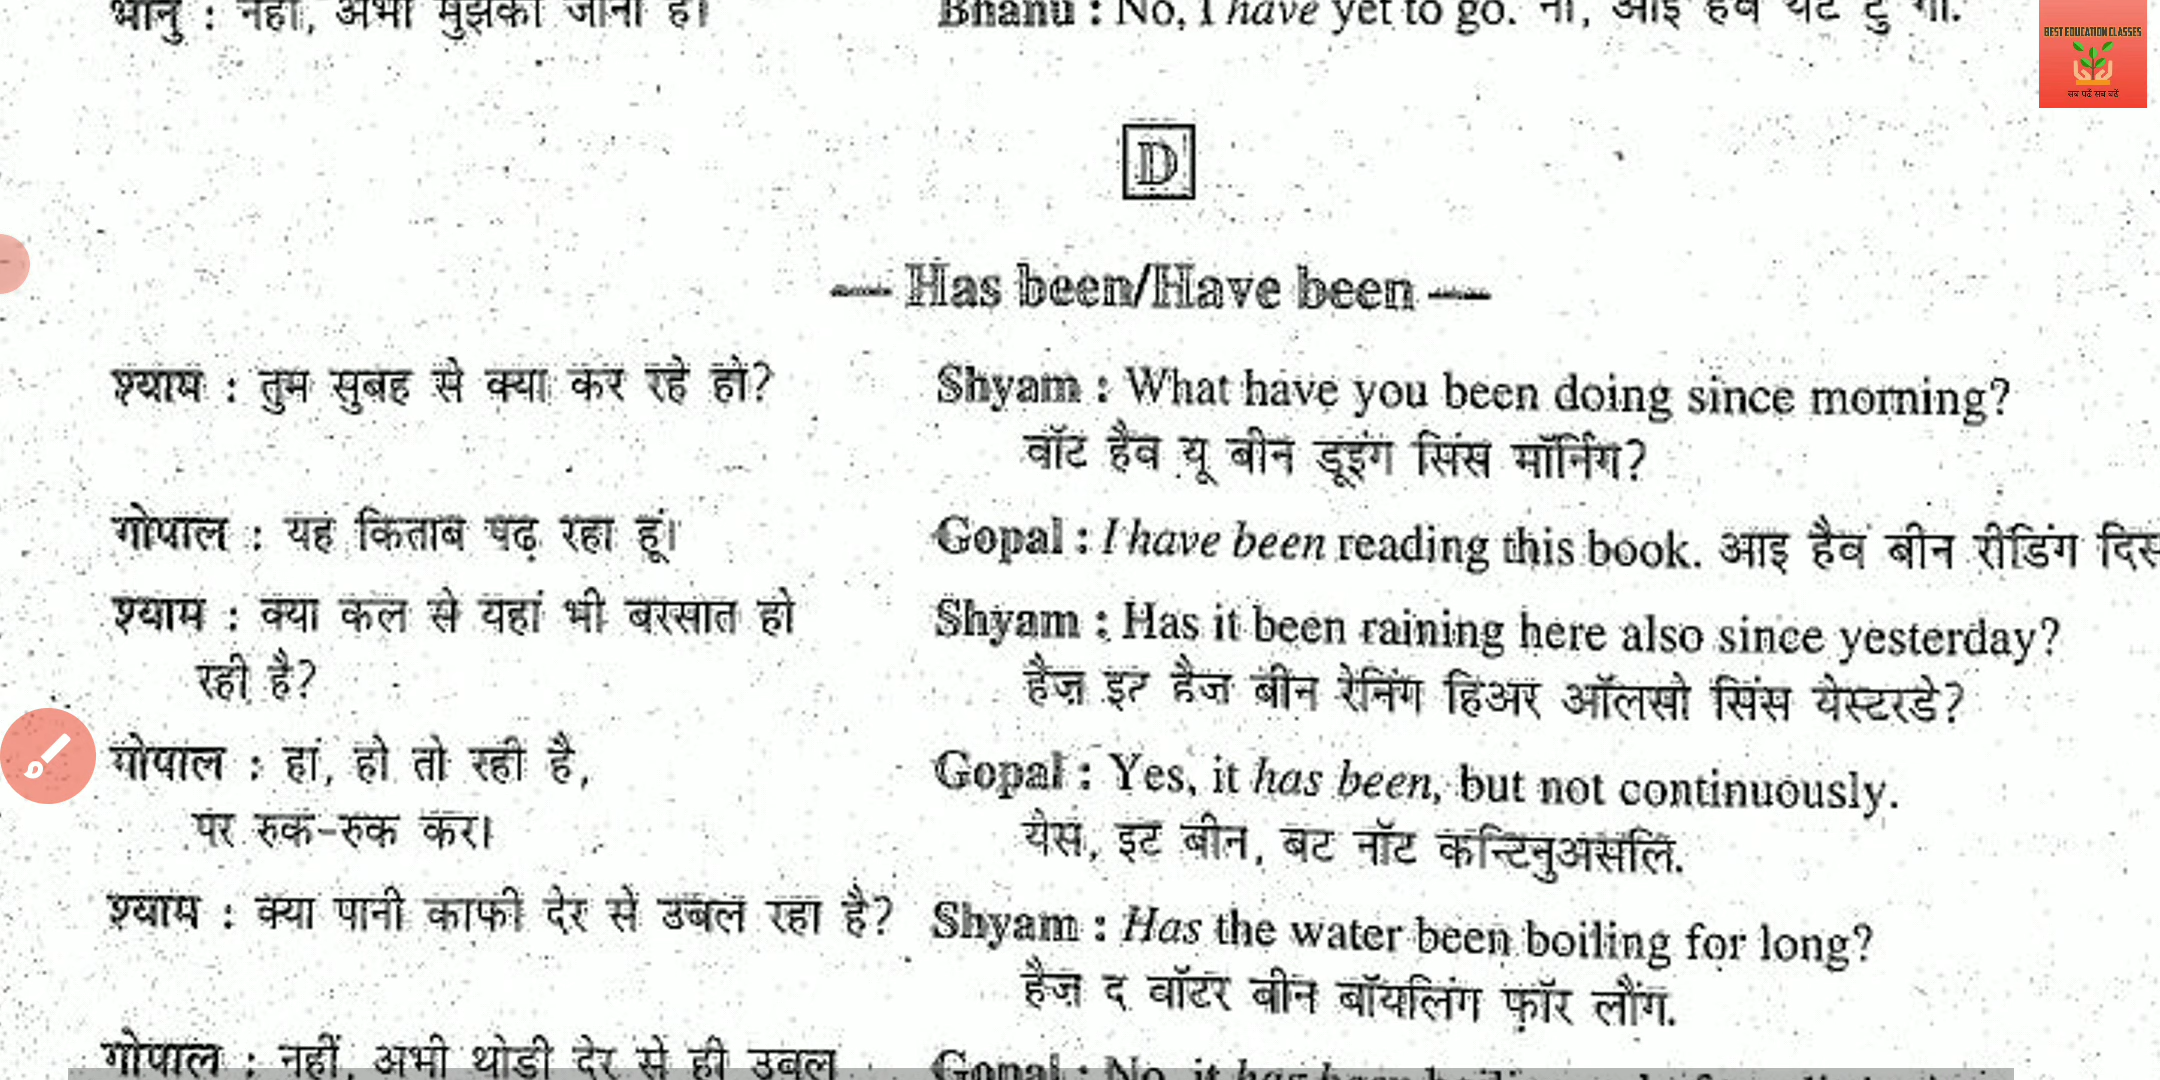 भानु : नहीं, अभी मुझको जाना है।
Bhanu : No, I have yet to go. नो, आइ हैव येट टु गो.
BEST EDUCATION CLASSES
सब पढें सब बढें
D
— Has been/Have been —
श्याम : तुम सुबह से क्या कर रहे हो?
Shyam : What have you been doing since morning?
वॉट हैव यू बीन डूइंग सिंस मॉर्निंग?
गोपाल : यह किताब पढ़ रहा हूं।
Gopal : I have been reading this book. आइ हैव बीन रीडिंग दिस
श्याम : क्या कल से यहां भी बरसात हो
रही है?
Shyam : Has it been raining here also since yesterday?
हैज़ इट हैज बीन रेनिंग हिअर ऑलसो सिंस येस्टरडे?
गोपाल : हां, हो तो रही है,
पर रुक-रुक कर।
Gopal : Yes, it has been, but not continuously.
येस, इट बीन, बट नॉट कन्टिनुअसलि.
श्याम : क्या पानी काफी देर से उबल रहा है?
Shyam : Has the water been boiling for long?
हैज़ द वॉटर बीन बॉयलिंग फ़ॉर लौंग.
गोपाल : नहीं, अभी थोड़ी देर से ही उबल
Gopal : No, it has been